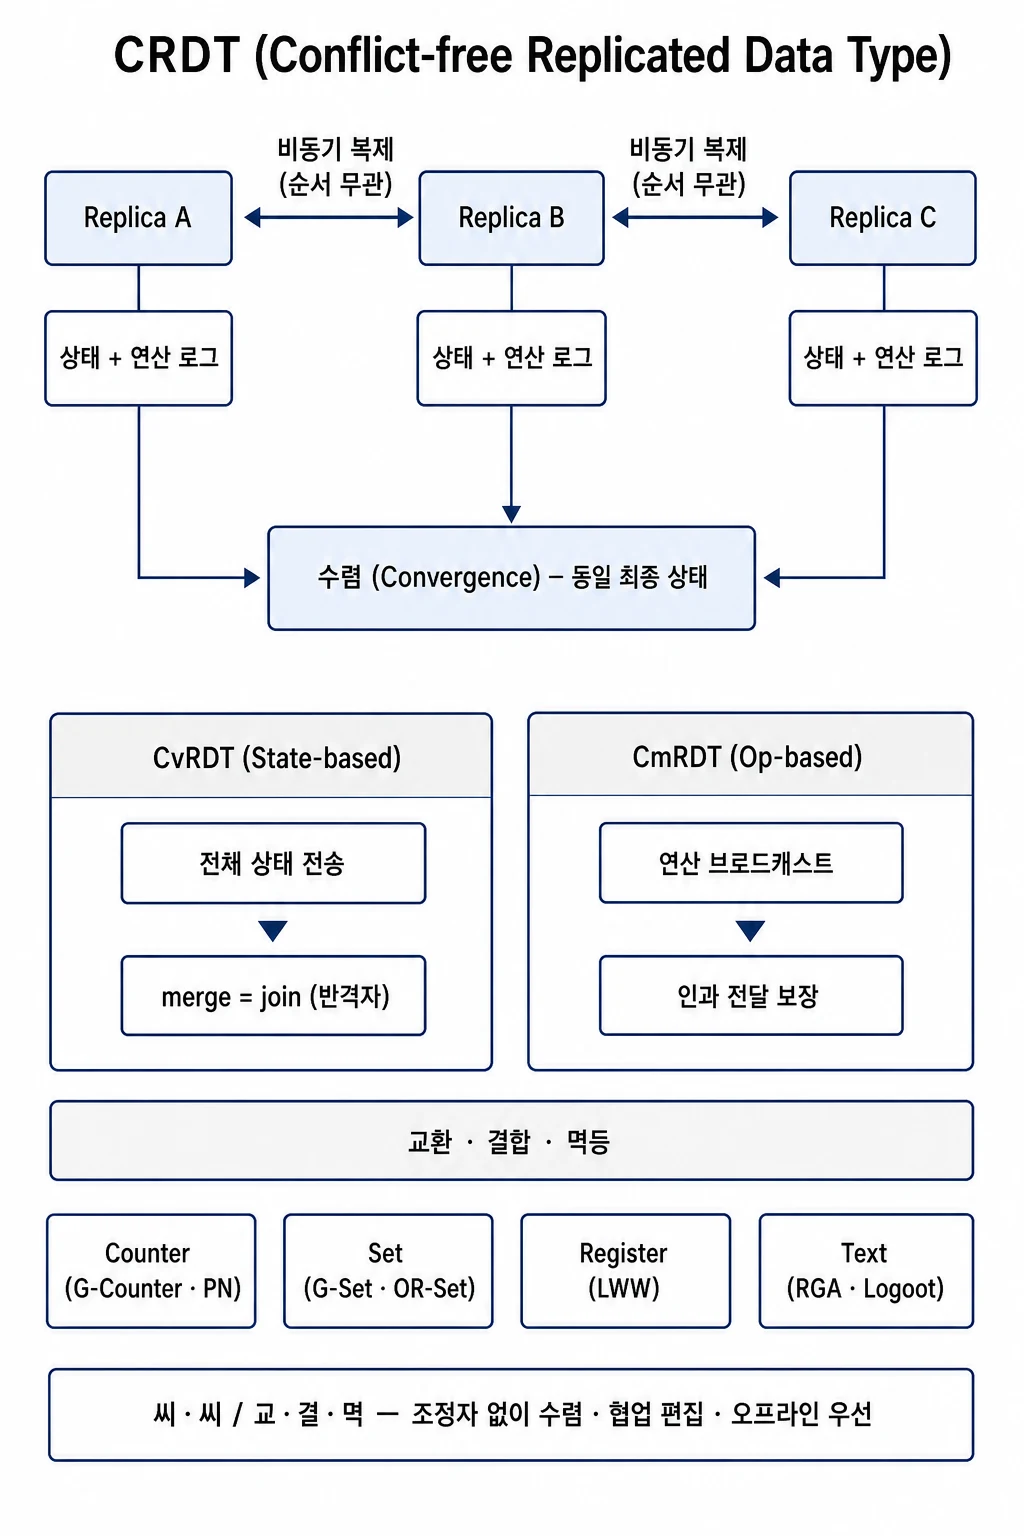 CRDT (Conflict-free Replicated Data Type)
비동기 복제
(순서 무관)
비동기 복제
(순서 무관)
Replica A
Replica B
Replica C
상태 + 연산 로그
상태 + 연산 로그
상태 + 연산 로그
수렴 (Convergence) – 동일 최종 상태
CvRDT (State-based)
전채 상태 전송
merge = join (반격자)
CmRDT (Op-based)
연산 브로드캐스트
인과 전달 보장
교환 · 결합 · 멱등
Counter
(G-Counter · PN)
Set
(G-Set · OR-Set)
Register
(LWW)
Text
(RGA · Logoot)
씨 · 씨 / 교 · 결 · 멱 — 조정자 없이 수렴 · 협업 편집 · 오프라인 우선